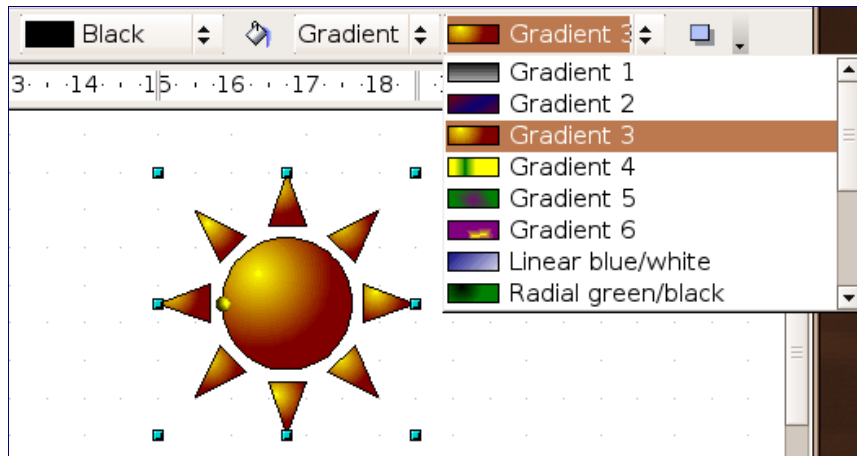 Black Gradient Gradient 3
3 14 15 16 17 18
Gradient 1
Gradient 2
Gradient 3
Gradient 4
Gradient 5
Gradient 6
Linear blue/white
Radial green/black